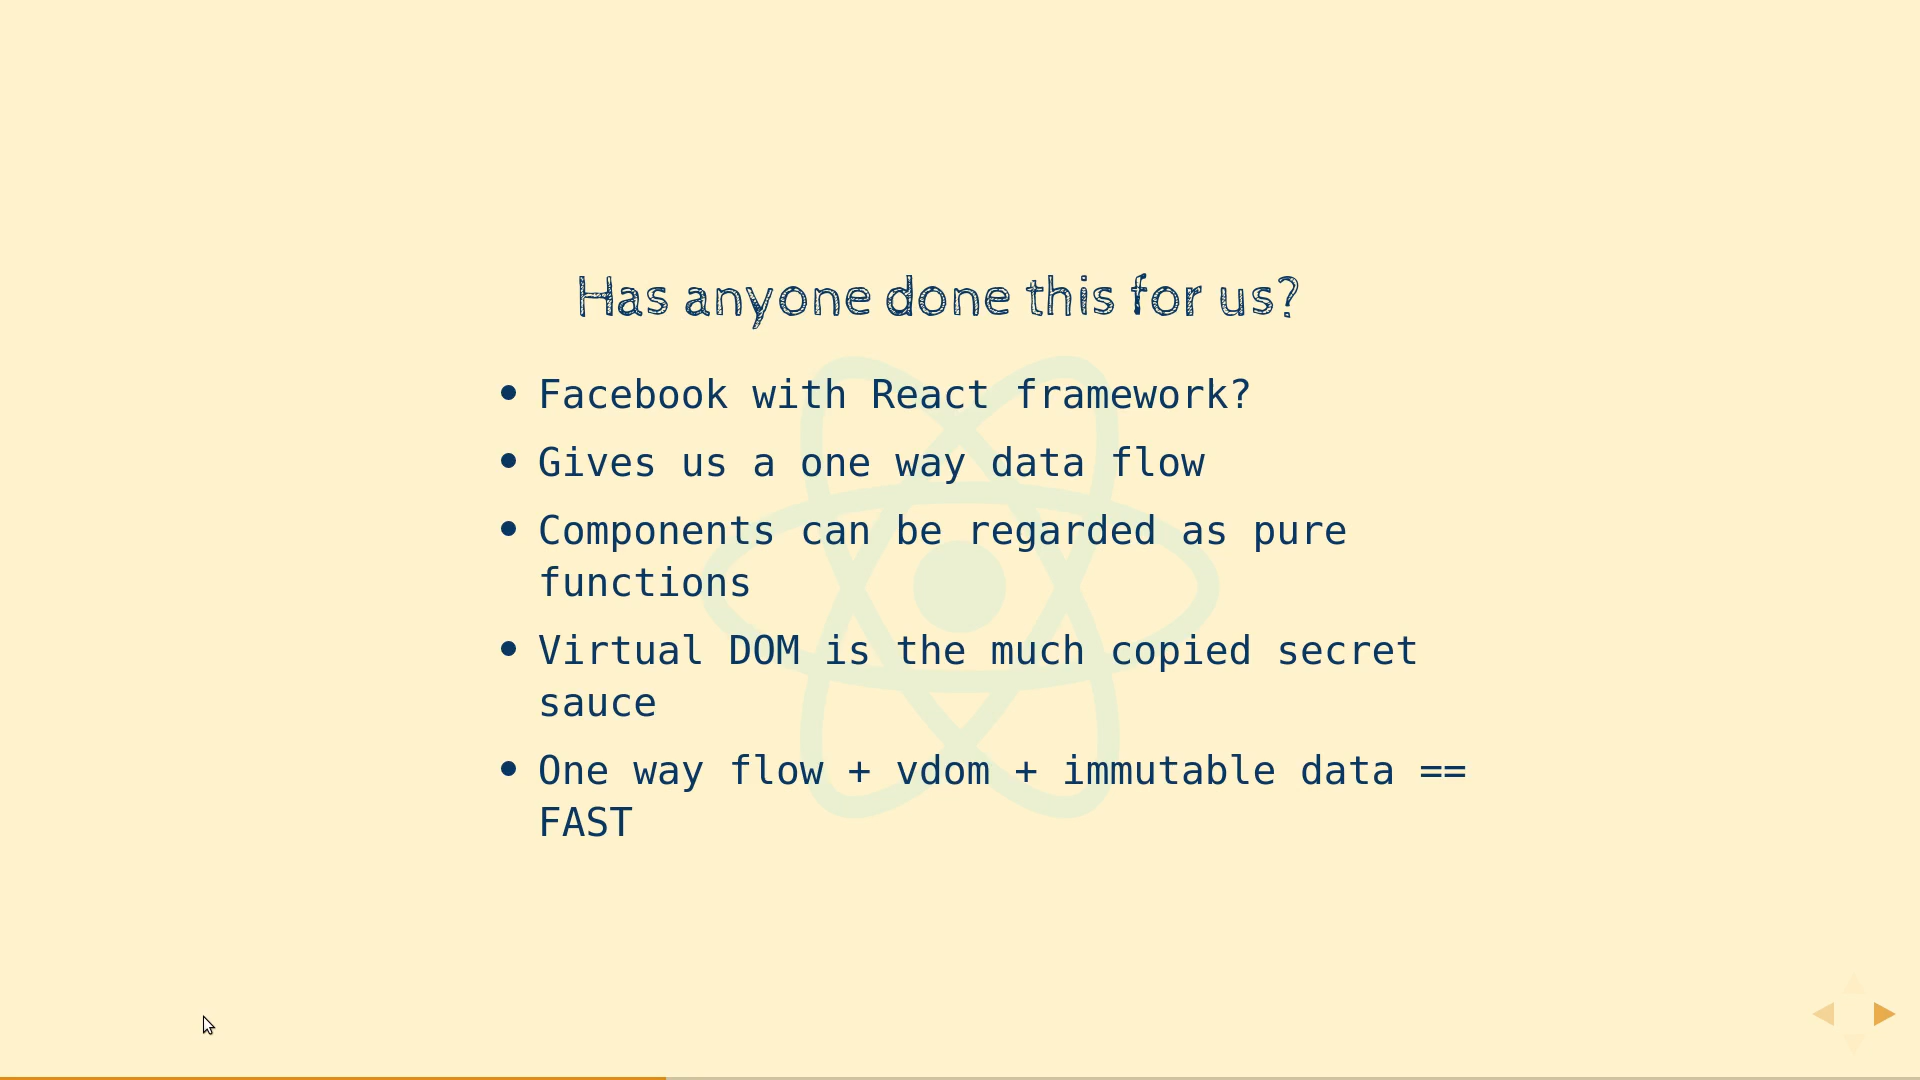 Has anyone done this for us?
• Facebook with React framework?
• Gives us a one way data flow
• Components can be regarded as pure
functions
• Virtual DOM is the much copied secret
sauce
• One way flow + vdom + immutable data ==
FAST